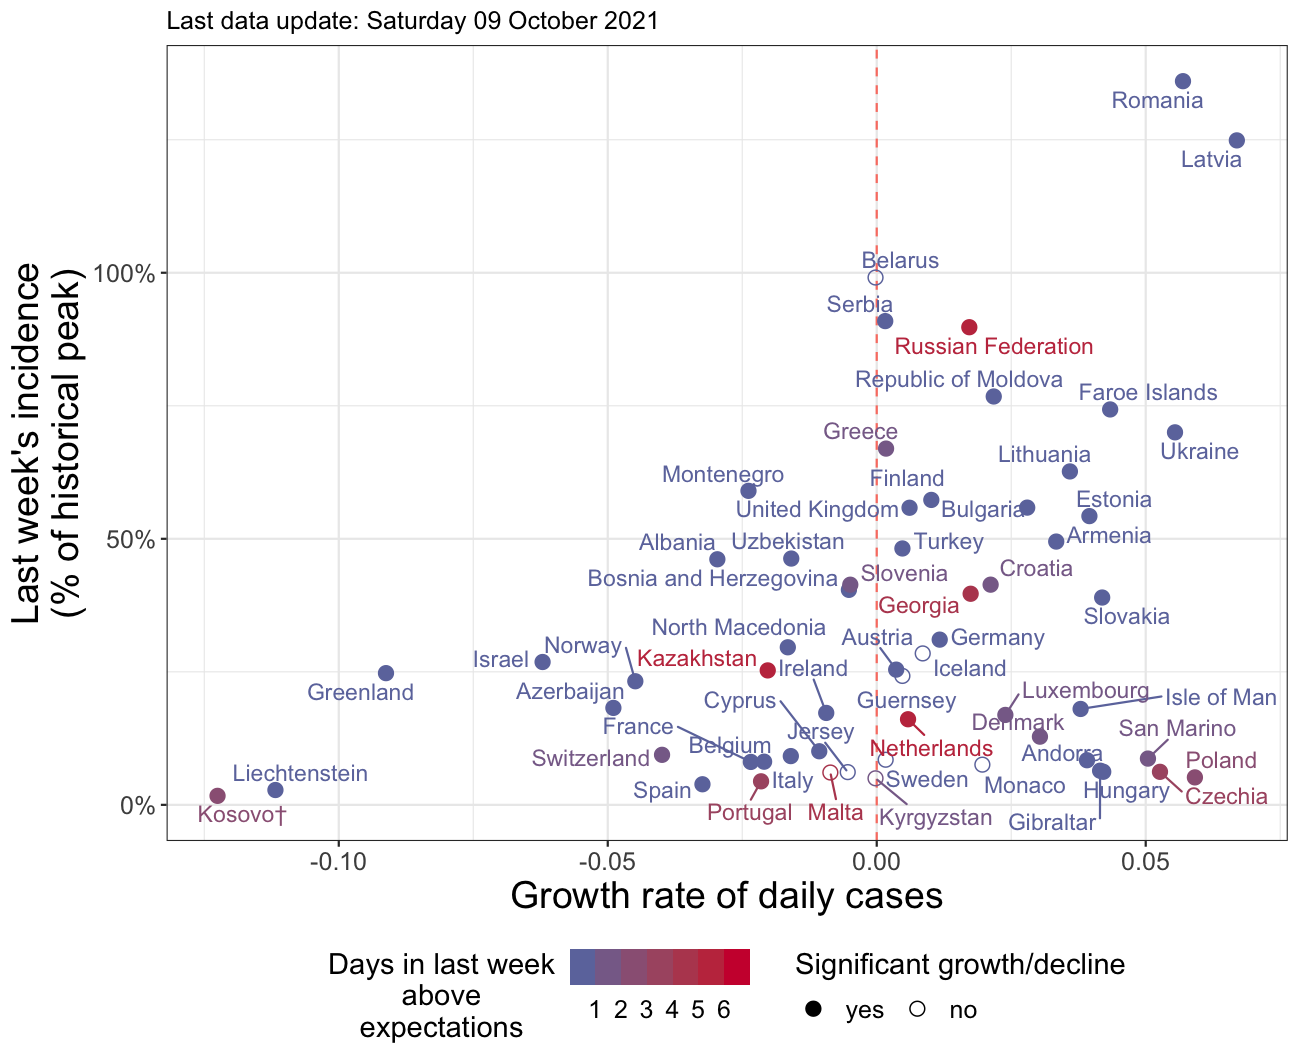 Last data update: Saturday 09 October 2021
Last week's incidence
(% of historical peak)
100%
50%
0%
Romania
Latvia
Belarus
Serbia
Russian Federation
Republic of Moldova
Faroe Islands
Greece
Ukraine
Lithuania
Montenegro
Finland
United Kingdom
Bulgaria
Estonia
Albania
Uzbekistan
Turkey
Armenia
Bosnia and Herzegovina
Slovenia
Croatia
Georgia
Slovakia
North Macedonia
Austria
Germany
Norway
Israel
Kazakhstan
Ireland
Iceland
Greenland
Azerbaijan
Cyprus
Guernsey
Luxembourg
Isle of Man
France
Jersey
Denmark
San Marino
Belgium
Netherlands
Andorra
Switzerland
Poland
Liechtenstein
Italy
Sweden
Monaco
Hungary
Spain
Czechia
Kosovo†
Portugal
Malta
Kyrgyzstan
Gibraltar
-0.10
-0.05
0.00
0.05
Growth rate of daily cases
Days in last week
above
expectations
1 2 3 4 5 6
Significant growth/decline
yes
no